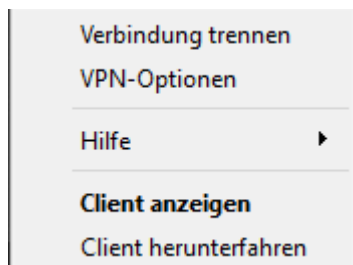 Verbindung trennen
VPN-Optionen
Hilfe
Client anzeigen
Client herunterfahren